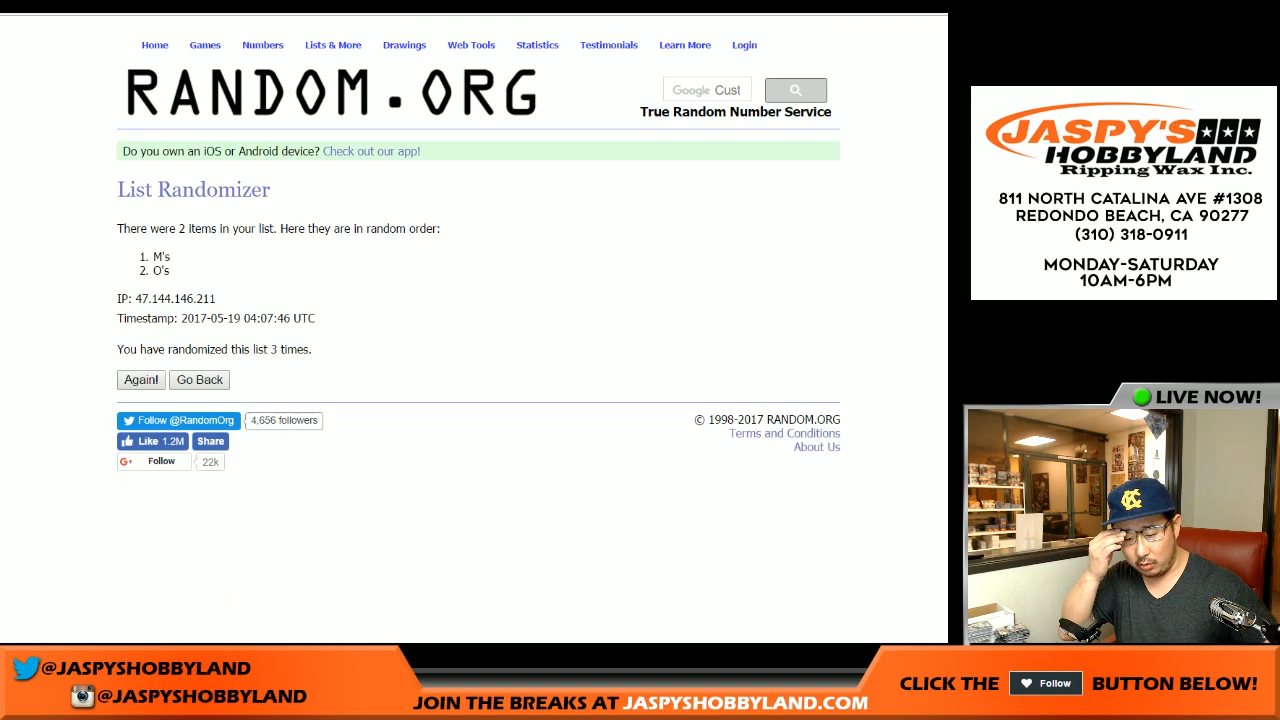 Home Games Numbers Lists & More Drawings Web Tools Statistics Testimonials Learn More Login
RANDOM.ORG
Google Cust
True Random Number Service
Do you own an iOS or Android device? Check out our app!
List Randomizer
There were 2 items in your list. Here they are in random order:
1. M's
2. O's
IP: 47.144.146.211
Timestamp: 2017-05-19 04:07:46 UTC
You have randomized this list 3 times.
Again! Go Back
Follow @RandomOrg 4,656 followers
Like 1.2M Share
G+ Follow 22k
© 1998-2017 RANDOM.ORG
Terms and Conditions
About Us
JASPY'S
HOBBYLAND
Ripping Wax Inc.
811 NORTH CATALINA AVE #1308
REDONDO BEACH, CA 90277
(310) 318-0911
MONDAY-SATURDAY
10AM-6PM
LIVE NOW!
KC
@JASPYSHOBBYLAND
@JASPYSHOBBYLAND
JOIN THE BREAKS AT JASPYSHOBBYLAND.COM
CLICK THE Follow BUTTON BELOW!